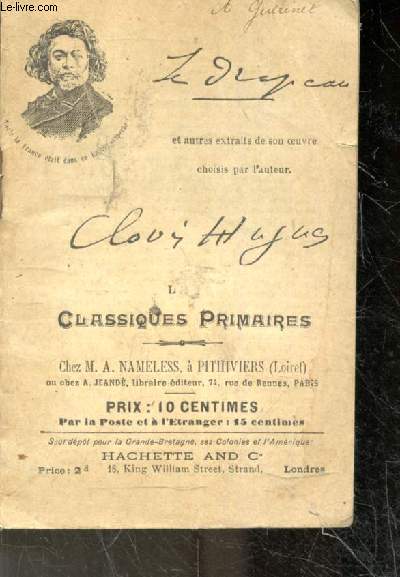 Le-livre.com
Le Drapeau
et autres extraits de son œuvre
choisis par l'auteur.
Clovis Hugues
L
CLASSIQUES PRIMAIRES
Chez M. A. NAMELESS, à PITHIVIERS (Loiret)
ou chez A. JEANDÉ, libraire-éditeur, 71, rue de Rennes, PARIS
PRIX : 10 CENTIMES
Par la Poste et à l'Etranger : 15 centimes
Sous-dépôt pour la Grande-Bretagne, ses Colonies et l'Amérique:
HACHETTE AND Cº
Price: 2d 18, King William Street, Strand, Londres